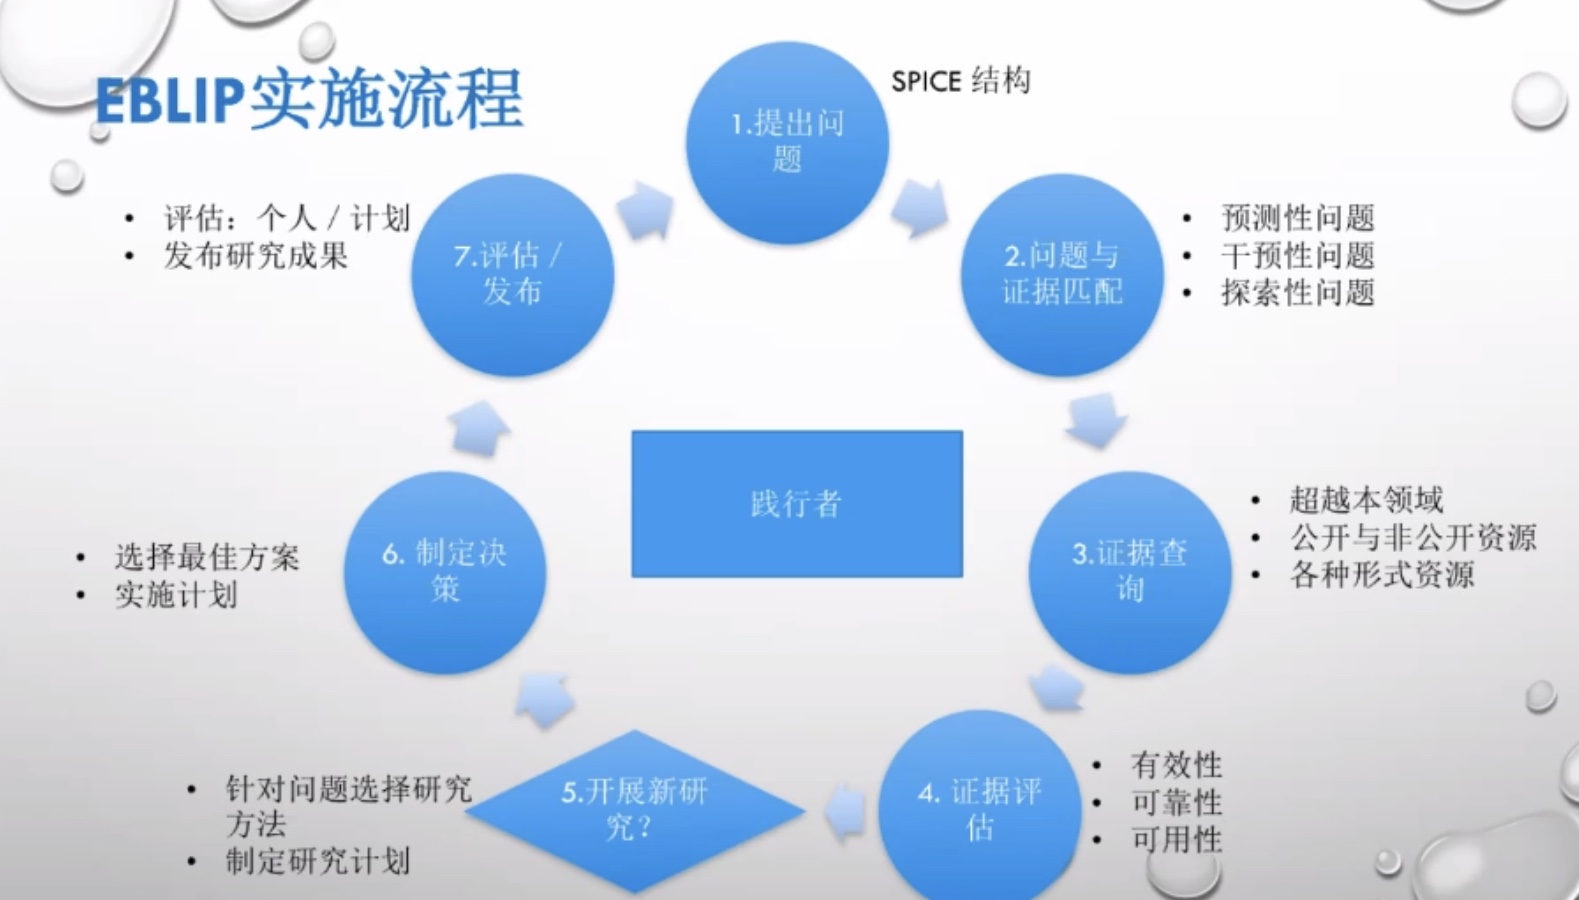 EBLIP实施流程
1.提出问
题
SPICE 结构
2.问题与
证据匹配
• 预测性问题
• 干预性问题
• 探索性问题
3.证据查
询
• 超越本领域
• 公开与非公开资源
• 各种形式资源
4. 证据评
估
• 有效性
• 可靠性
• 可用性
5.开展新研
究？
• 针对问题选择研究
方法
• 制定研究计划
6. 制定决
策
• 选择最佳方案
• 实施计划
7.评估 /
发布
• 评估：个人 / 计划
• 发布研究成果
践行者